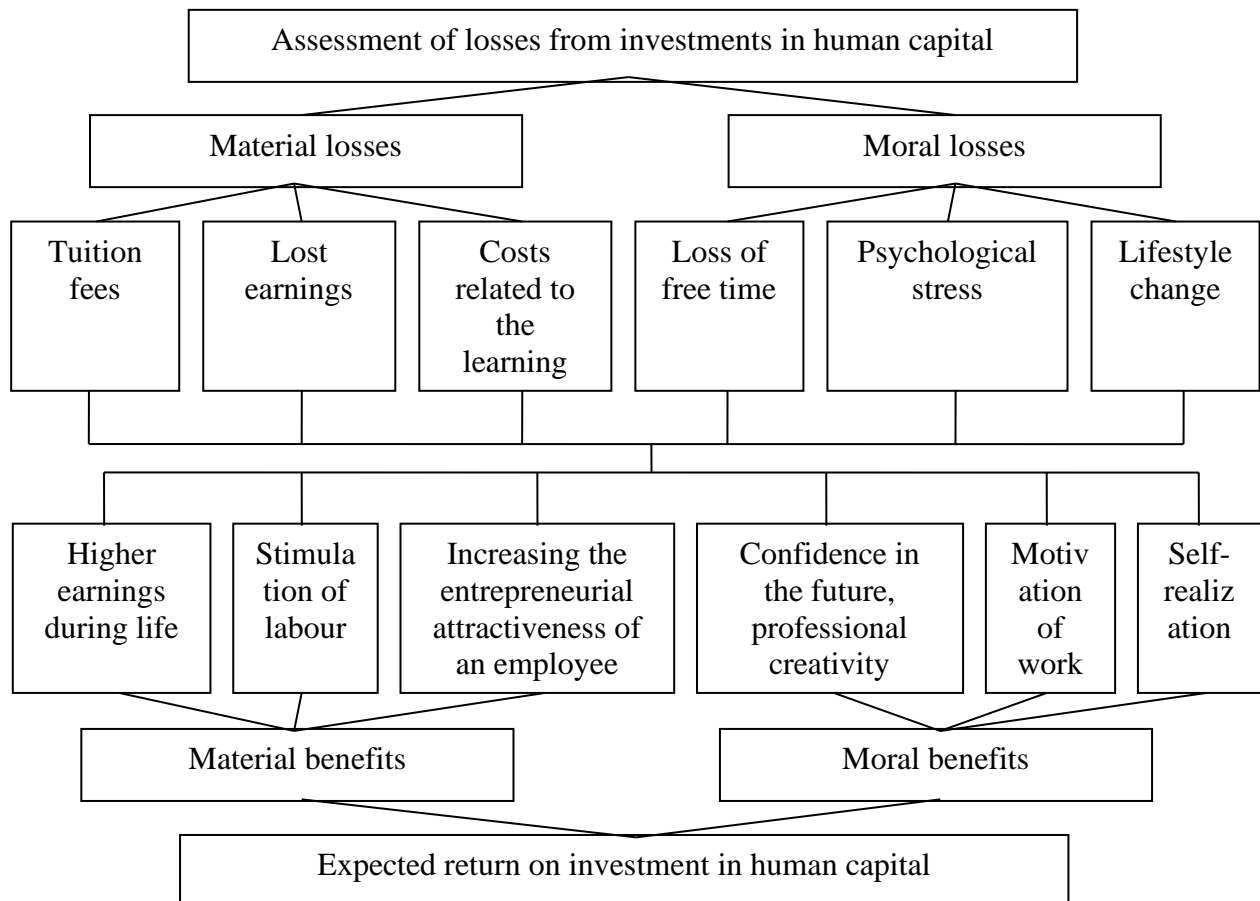 Assessment of losses from investments in human capital
Material losses
Moral losses
Tuition
fees
Lost
earnings
Costs
related to
the
learning
Loss of
free time
Psychological
stress
Lifestyle
change
Higher
earnings
during life
Stimula
tion of
labour
Increasing the
entrepreneurial
attractiveness of
an employee
Confidence in
the future,
professional
creativity
Motiv
ation
of
work
Self-
realiz
ation
Material benefits
Moral benefits
Expected return on investment in human capital